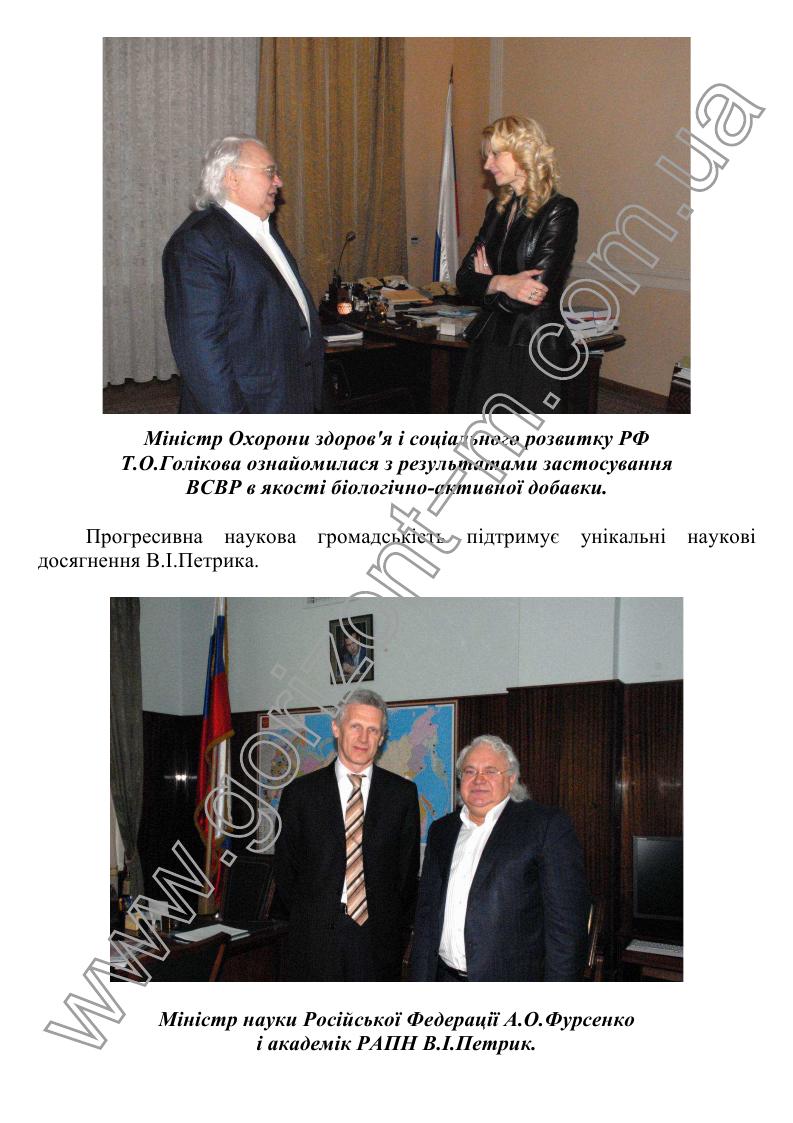 Міністр Охорони здоров'я і соціального розвитку РФ
Т.О.Голікова ознайомилася з результатами застосування
ВСВР в якості біологічно-активної добавки.
Прогресивна наукова громадськість підтримує унікальні наукові
досягнення В.І.Петрика.
Міністр науки Російської Федерації А.О.Фурсенко
і академік РАПН В.І.Петрик.
www.gorizont-m.com.ua